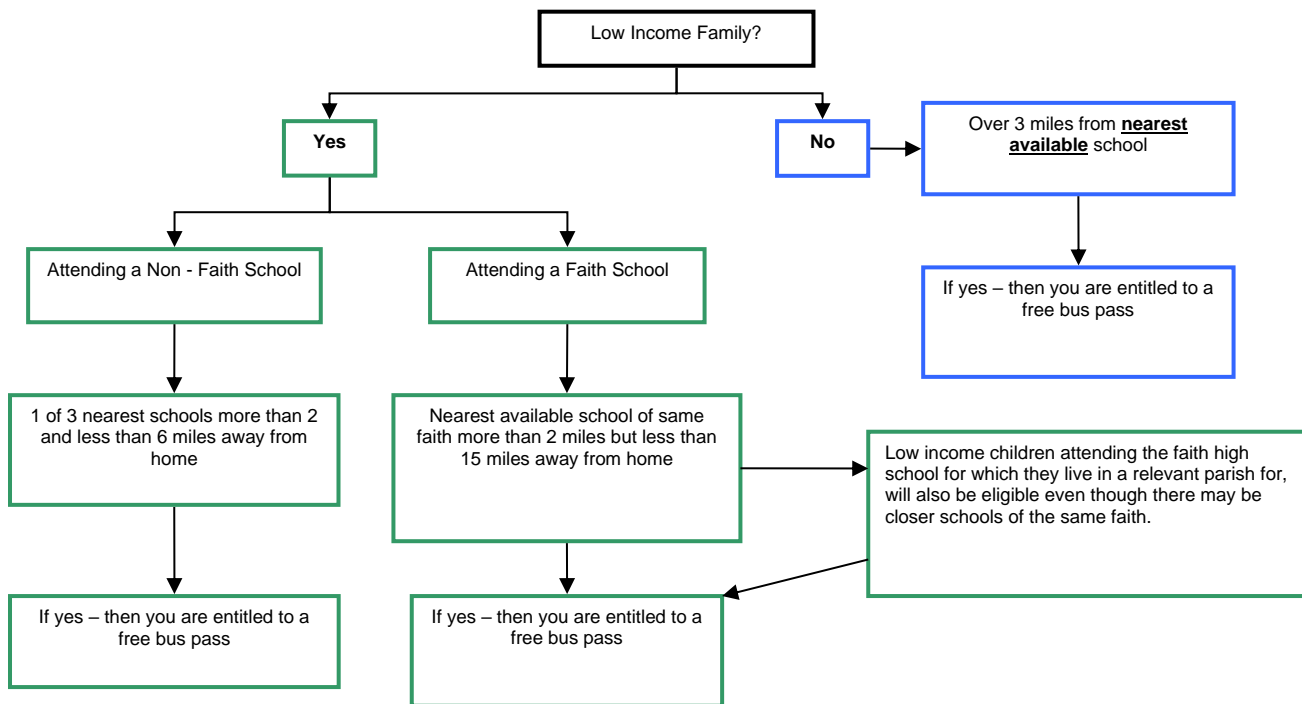 Low Income Family?
Yes
No
Over 3 miles from nearest
available school
Attending a Non - Faith School
Attending a Faith School
If yes – then you are entitled to a
free bus pass
1 of 3 nearest schools more than 2
and less than 6 miles away from
home
Nearest available school of same
faith more than 2 miles but less than
15 miles away from home
Low income children attending the faith high
school for which they live in a relevant parish for,
will also be eligible even though there may be
closer schools of the same faith.
If yes – then you are entitled to a
free bus pass
If yes – then you are entitled to a
free bus pass